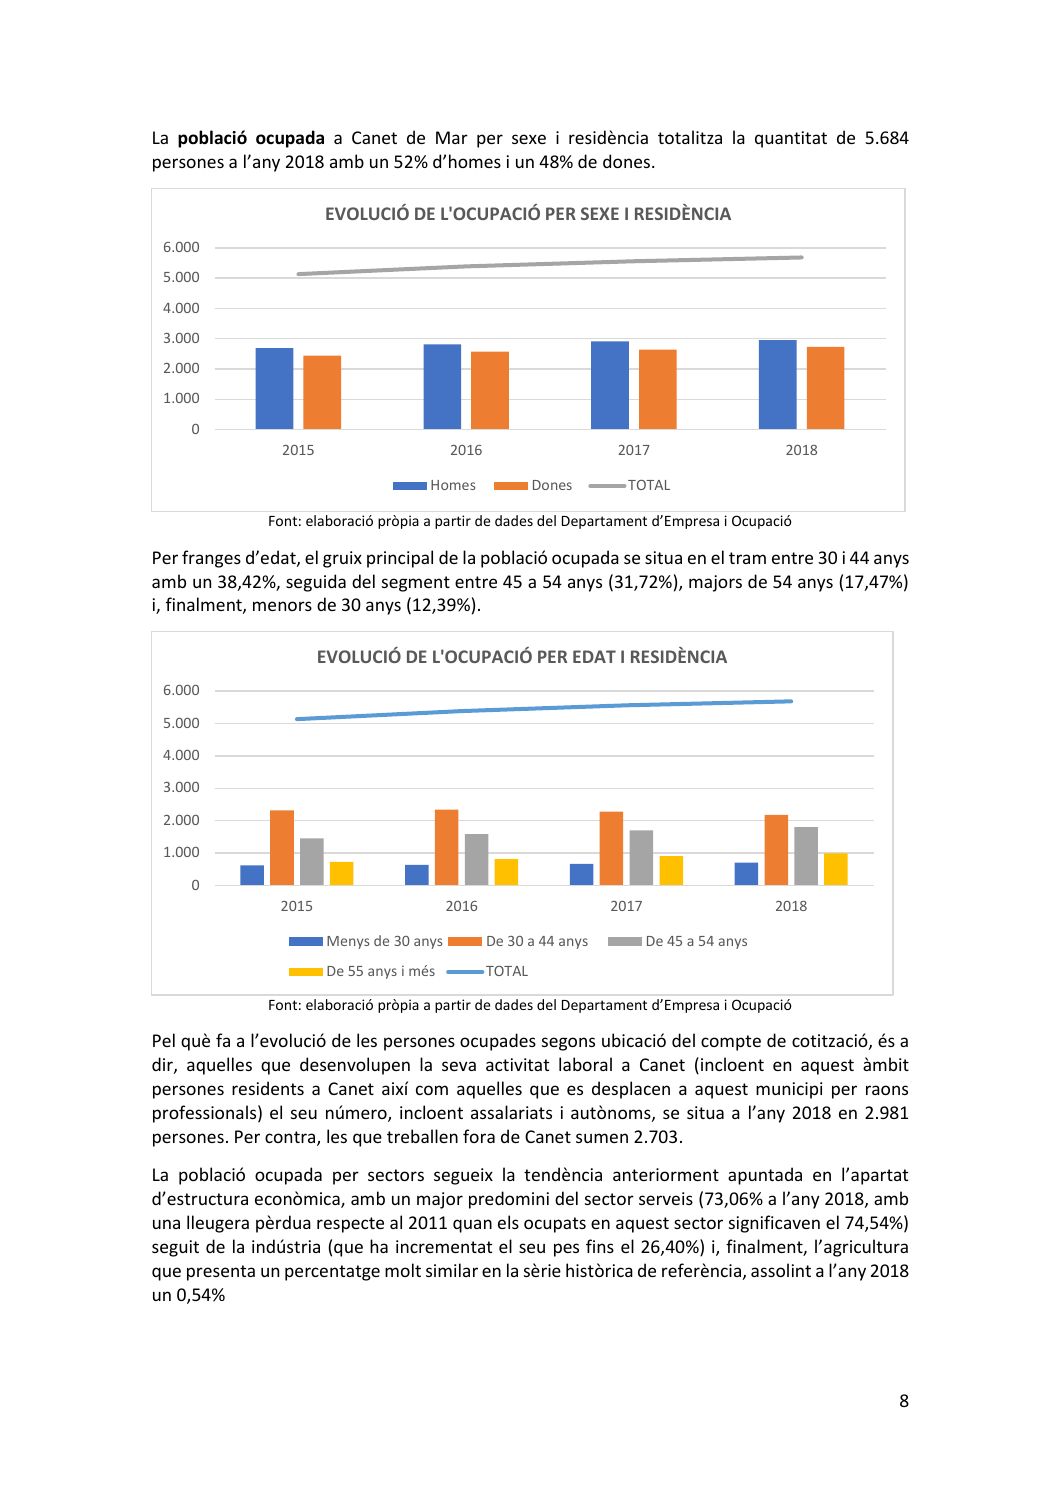 La població ocupada a Canet de Mar per sexe i residència totalitza la quantitat de 5.684
persones a l’any 2018 amb un 52% d’homes i un 48% de dones.
EVOLUCIÓ DE L'OCUPACIÓ PER SEXE I RESIDÈNCIA
6.000
5.000
4.000
3.000
2.000
1.000
0
2015 2016 2017 2018
Homes Dones TOTAL
Font: elaboració pròpia a partir de dades del Departament d’Empresa i Ocupació
Per franges d’edat, el gruix principal de la població ocupada se situa en el tram entre 30 i 44 anys
amb un 38,42%, seguida del segment entre 45 a 54 anys (31,72%), majors de 54 anys (17,47%)
i, finalment, menors de 30 anys (12,39%).
EVOLUCIÓ DE L'OCUPACIÓ PER EDAT I RESIDÈNCIA
6.000
5.000
4.000
3.000
2.000
1.000
0
2015 2016 2017 2018
Menys de 30 anys De 30 a 44 anys De 45 a 54 anys
De 55 anys i més TOTAL
Font: elaboració pròpia a partir de dades del Departament d’Empresa i Ocupació
Pel què fa a l’evolució de les persones ocupades segons ubicació del compte de cotització, és a
dir, aquelles que desenvolupen la seva activitat laboral a Canet (incloent en aquest àmbit
persones residents a Canet així com aquelles que es desplacen a aquest municipi per raons
professionals) el seu número, incloent assalariats i autònoms, se situa a l’any 2018 en 2.981
persones. Per contra, les que treballen fora de Canet sumen 2.703.
La població ocupada per sectors segueix la tendència anteriorment apuntada en l’apartat
d’estructura econòmica, amb un major predomini del sector serveis (73,06% a l’any 2018, amb
una lleugera pèrdua respecte al 2011 quan els ocupats en aquest sector significaven el 74,54%)
seguit de la indústria (que ha incrementat el seu pes fins el 26,40%) i, finalment, l’agricultura
que presenta un percentatge molt similar en la sèrie històrica de referència, assolint a l’any 2018
un 0,54%
8